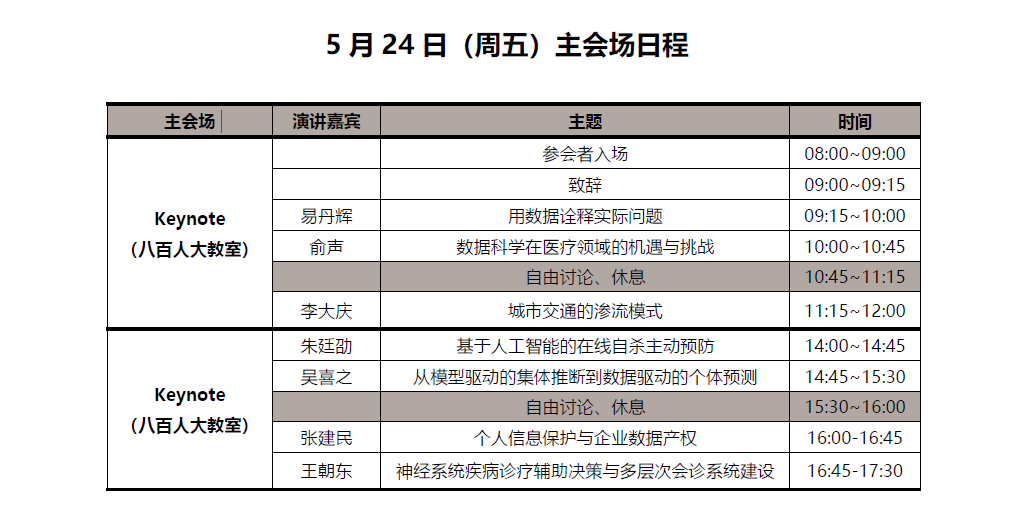 5 月 24 日（周五）主会场日程
主会场 演讲嘉宾 主题 时间
参会者入场 08:00~09:00
致辞 09:00~09:15
Keynote
（八百人大教室）
易丹辉 用数据诠释实际问题 09:15~10:00
俞声 数据科学在医疗领域的机遇与挑战 10:00~10:45
自由讨论、休息 10:45~11:15
李大庆 城市交通的渗流模式 11:15~12:00
朱廷劭 基于人工智能的在线自杀主动预防 14:00~14:45
吴喜之 从模型驱动的集体推断到数据驱动的个体预测 14:45~15:30
Keynote
（八百人大教室）
自由讨论、休息 15:30~16:00
张建民 个人信息保护与企业数据产权 16:00-16:45
王朝东 神经系统疾病诊疗辅助决策与多层次会诊系统建设 16:45-17:30